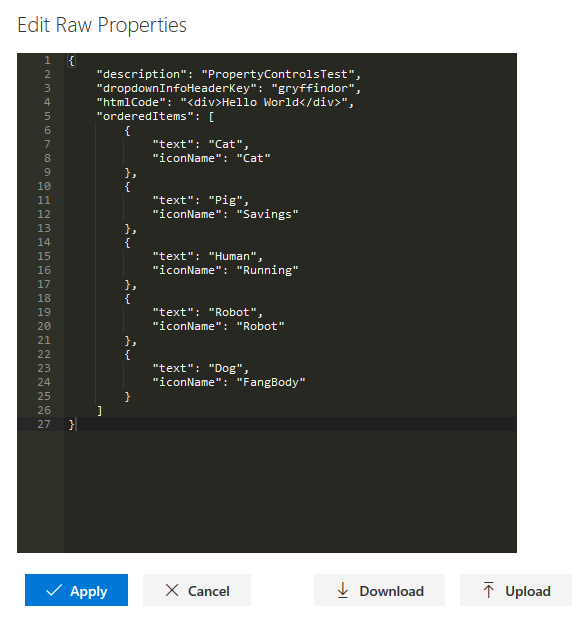 Edit Raw Properties
1 {
2     "description": "PropertyControlsTest",
3     "dropdownInfoHeaderKey": "gryffindor",
4     "htmlCode": "<div>Hello World</div>",
5     "orderedItems": [
6         {
7             "text": "Cat",
8             "iconName": "Cat"
9         },
10         {
11             "text": "Pig",
12             "iconName": "Savings"
13         },
14         {
15             "text": "Human",
16             "iconName": "Running"
17         },
18         {
19             "text": "Robot",
20             "iconName": "Robot"
21         },
22         {
23             "text": "Dog",
24             "iconName": "FangBody"
25         }
26     ]
27 }
Apply Cancel Download Upload